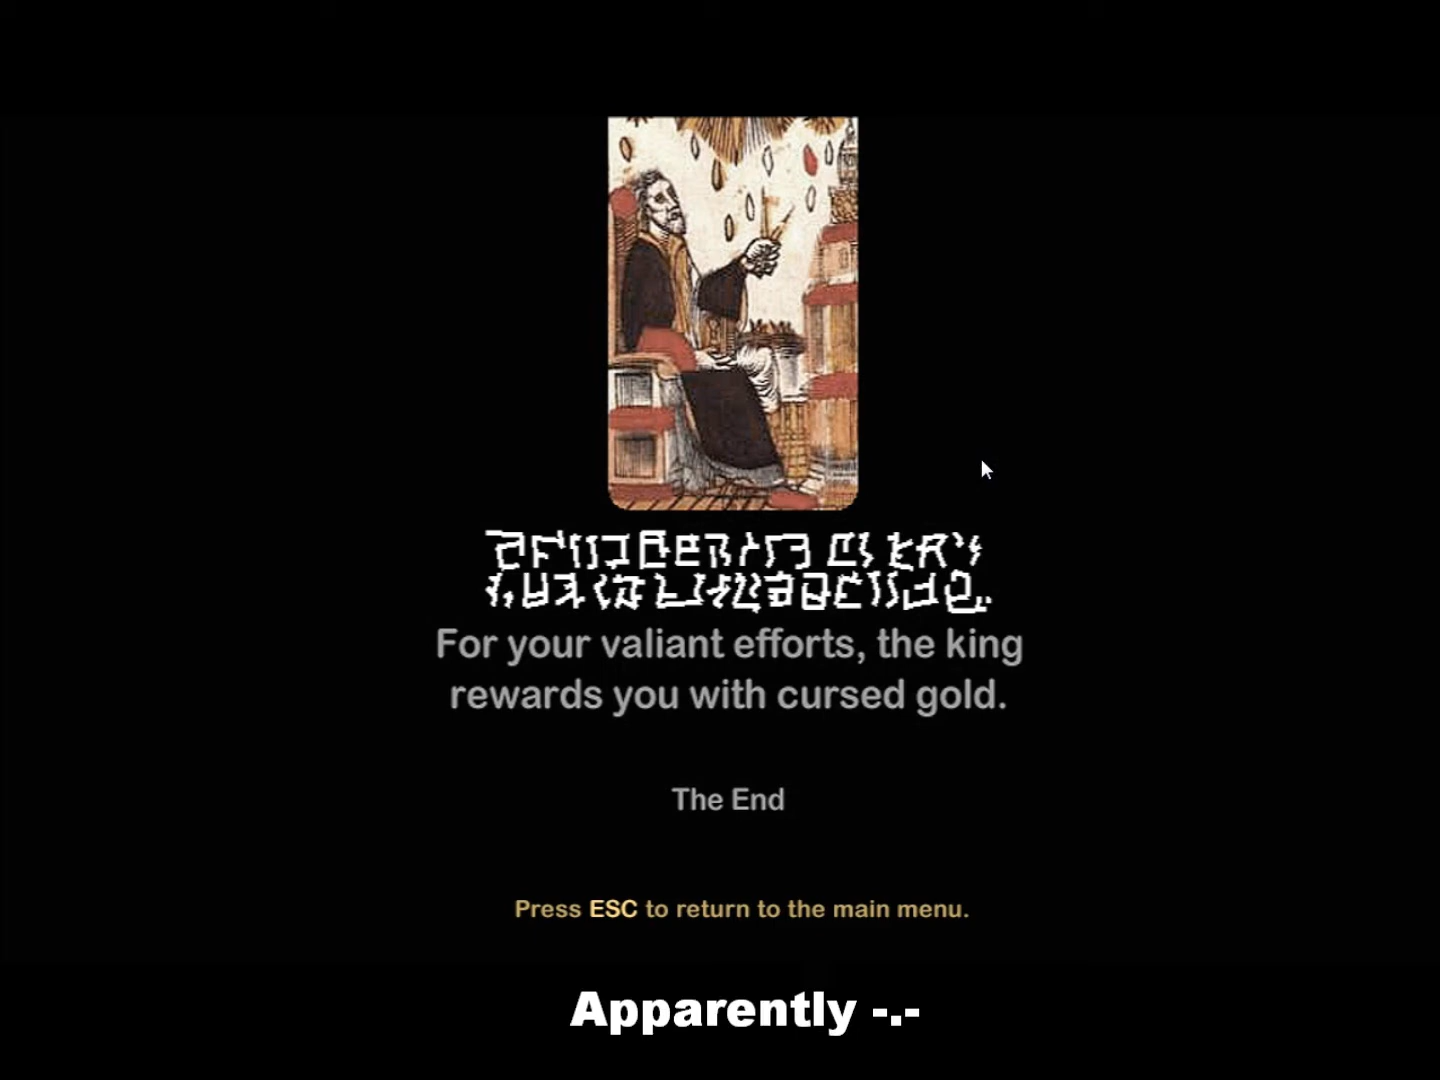 For your valiant efforts, the king
rewards you with cursed gold.
The End
Press ESC to return to the main menu.
Apparently -.-